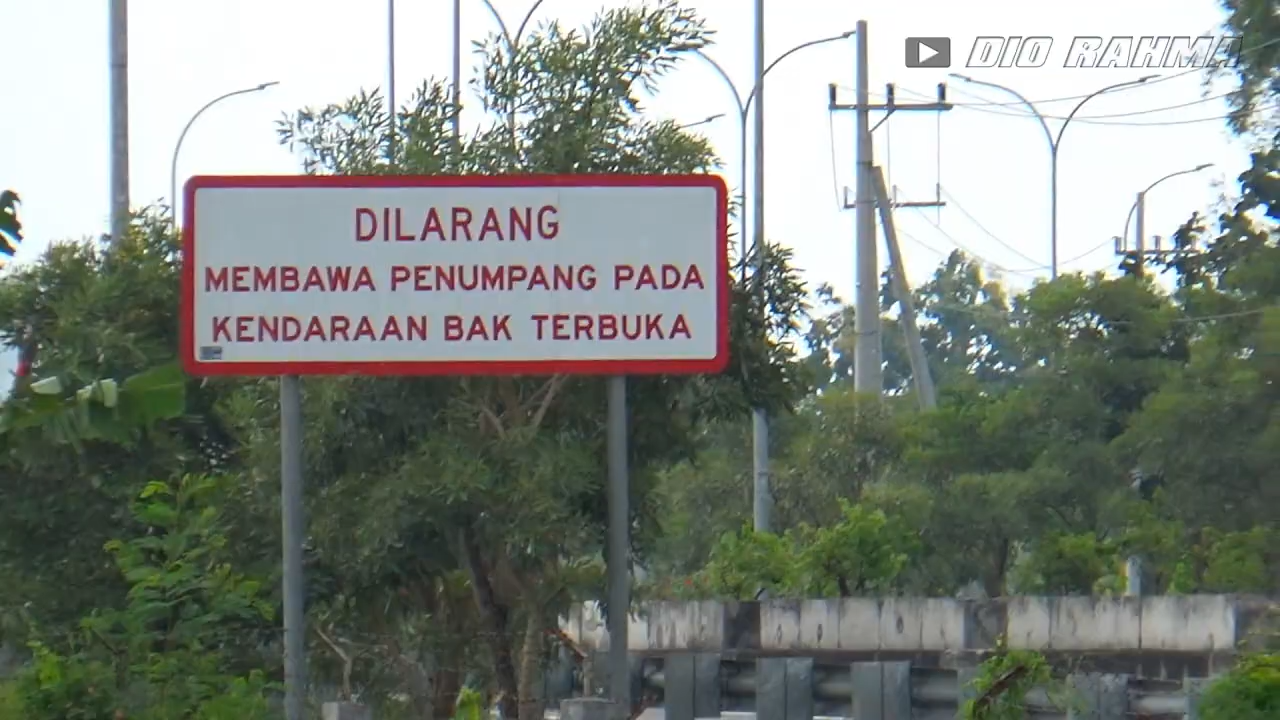 DIO RAHMA
DILARANG
MEMBAWA PENUMPANG PADA
KENDARAAN BAK TERBUKA